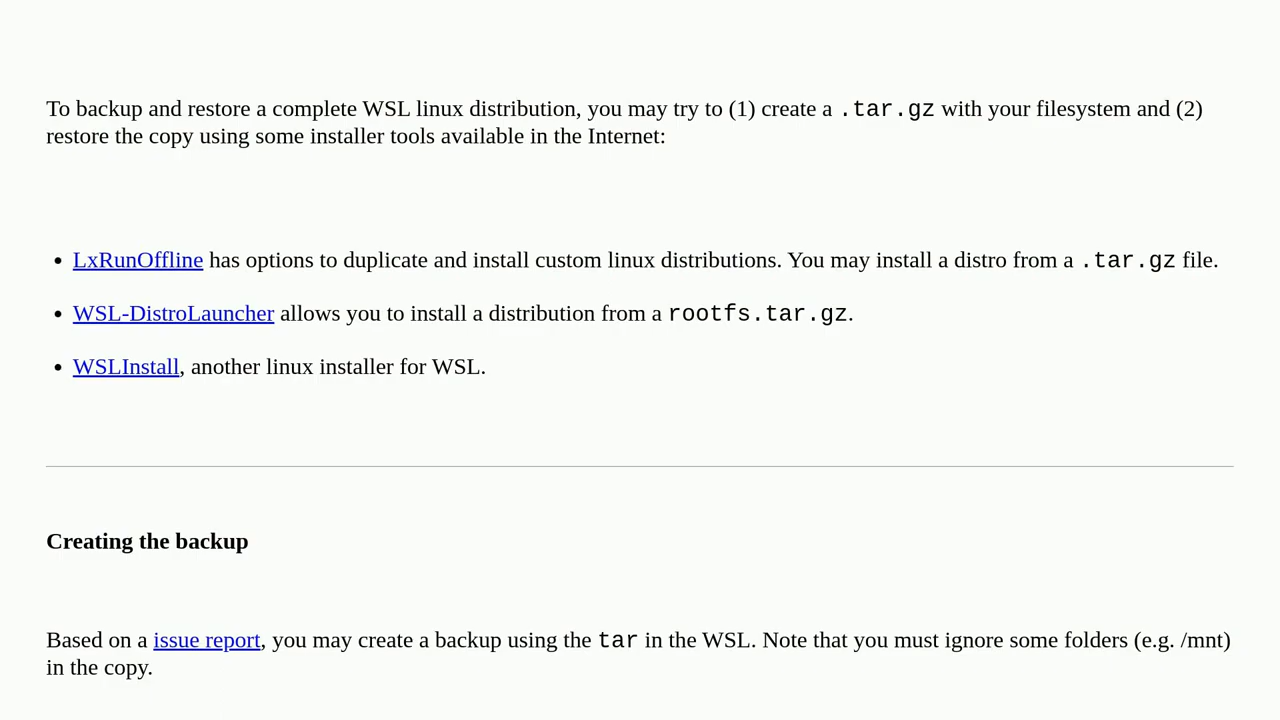 To backup and restore a complete WSL linux distribution, you may try to (1) create a .tar.gz with your filesystem and (2)
restore the copy using some installer tools available in the Internet:
• LxRunOffline has options to duplicate and install custom linux distributions. You may install a distro from a .tar.gz file.
• WSL-DistroLauncher allows you to install a distribution from a rootfs.tar.gz.
• WSLInstall, another linux installer for WSL.
Creating the backup
Based on a issue report, you may create a backup using the tar in the WSL. Note that you must ignore some folders (e.g. /mnt)
in the copy.